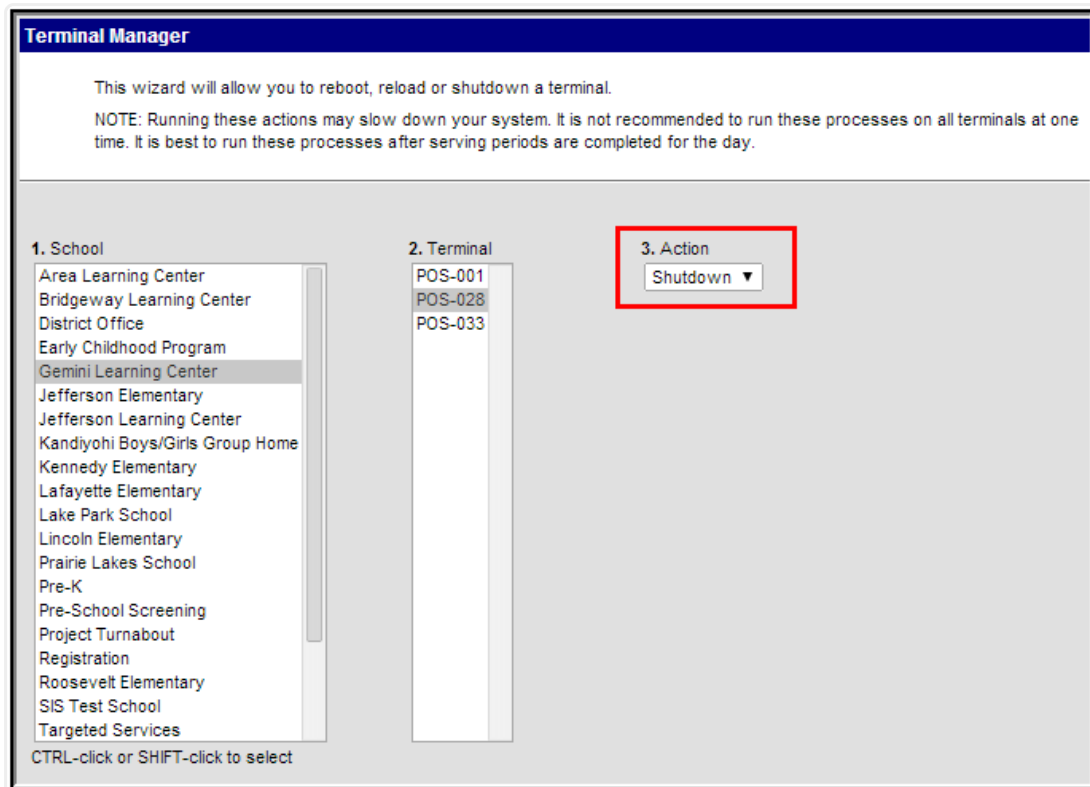 Terminal Manager
This wizard will allow you to reboot, reload or shutdown a terminal.
NOTE: Running these actions may slow down your system. It is not recommended to run these processes on all terminals at one
time. It is best to run these processes after serving periods are completed for the day.
1. School
Area Learning Center
Bridgeway Learning Center
District Office
Early Childhood Program
Gemini Learning Center
Jefferson Elementary
Jefferson Learning Center
Kandiyohi Boys/Girls Group Home
Kennedy Elementary
Lafayette Elementary
Lake Park School
Lincoln Elementary
Prairie Lakes School
Pre-K
Pre-School Screening
Project Turnabout
Registration
Roosevelt Elementary
SIS Test School
Targeted Services
CTRL-click or SHIFT-click to select
2. Terminal
POS-001
POS-028
POS-033
3. Action
Shutdown